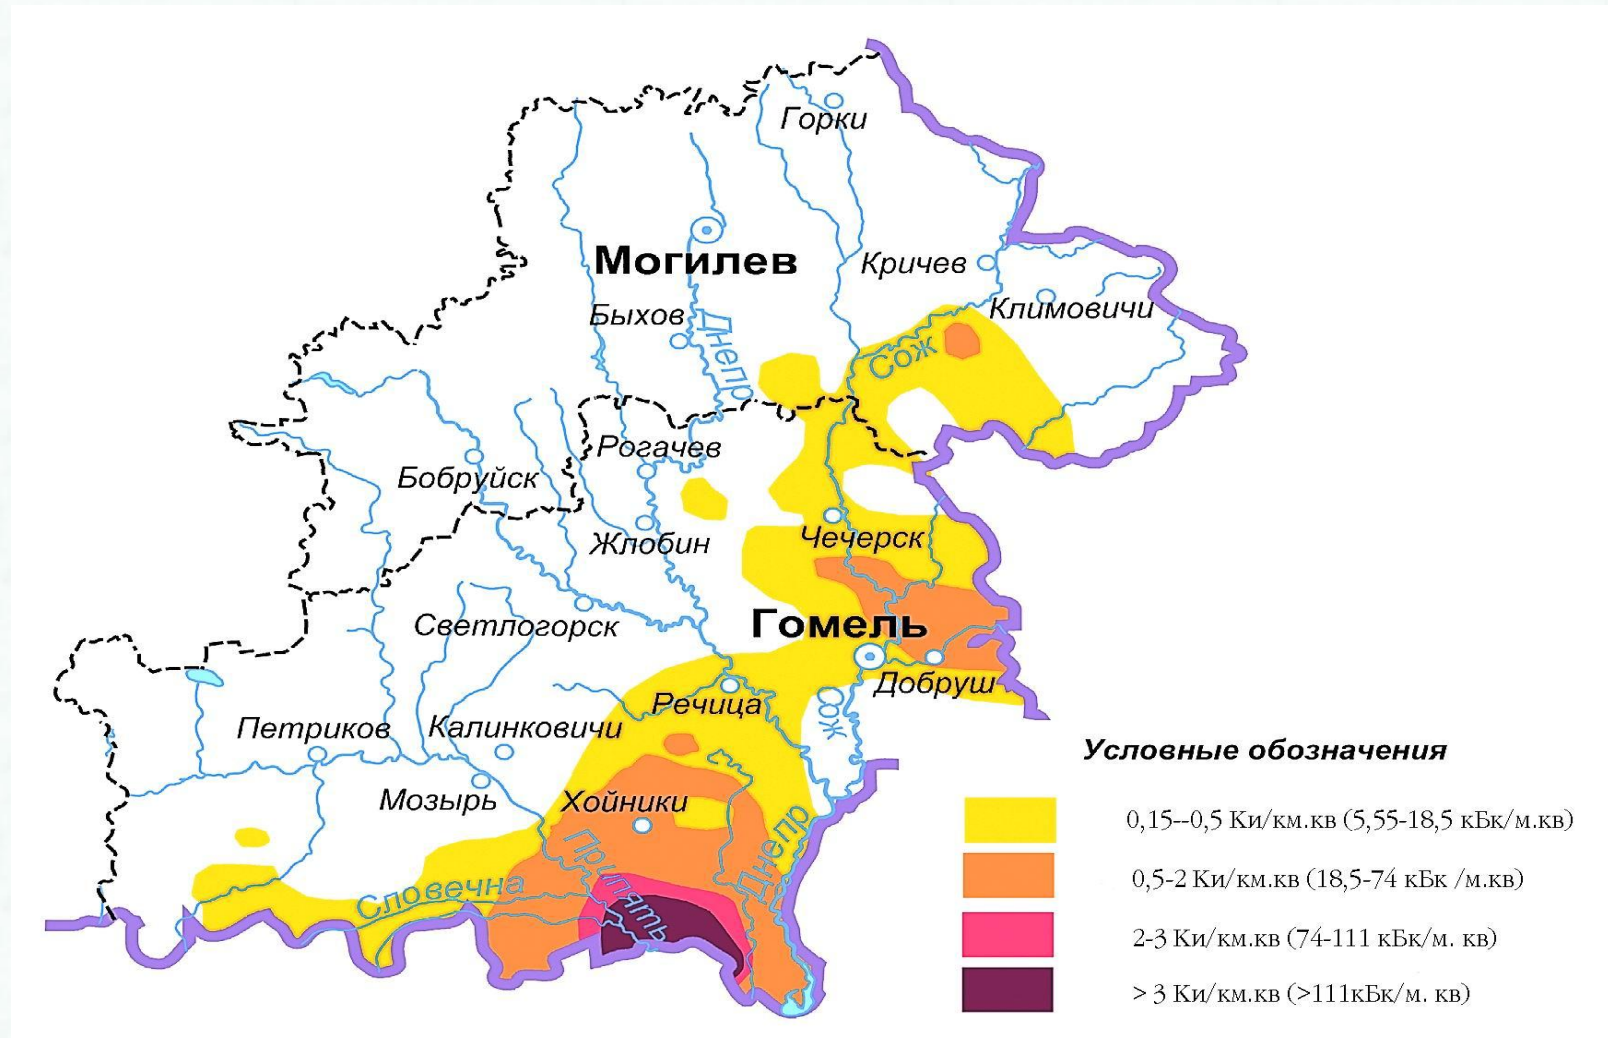 Горки
Могилев
Кричев
Климовичи
Быхов
Днепр
Сож
Рогачев
Бобруйск
Чечерск
Жлобин
Гомель
Светлогорск
Добруш
Речица
Сож
Петриков
Калинковичи
Мозырь
Хойники
Припять
Днепр
Словечна
Условные обозначения
0,15--0,5 Ки/км.кв (5,55-18,5 кБк/м.кв)
0,5-2 Ки/км.кв (18,5-74 кБк /м.кв)
2-3 Ки/км.кв (74-111 кБк/м. кв)
> 3 Ки/км.кв (>111кБк/м. кв)